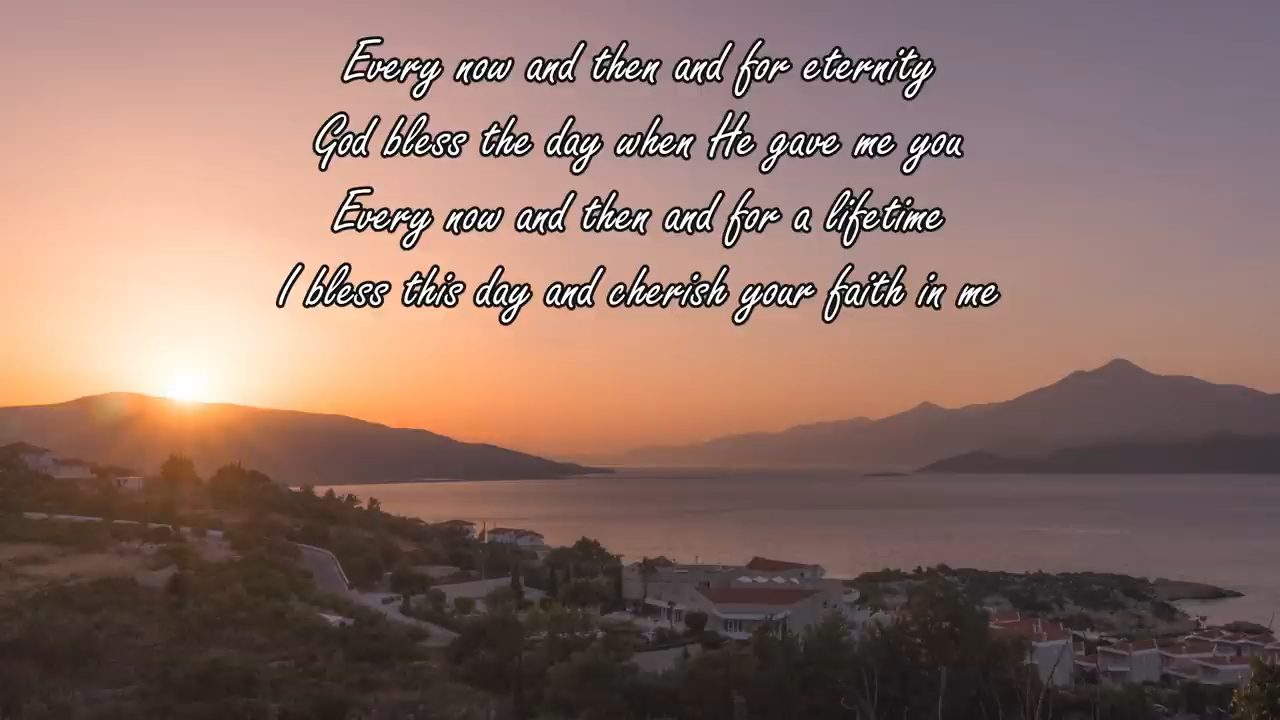 Every now and then and for eternity
God bless the day when He gave me you
Every now and then and for a lifetime
I bless this day and cherish your faith in me